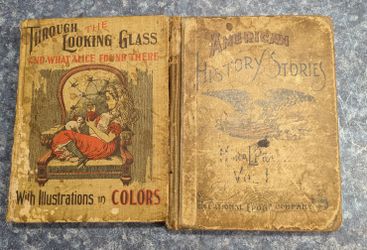 THROUGH THE
LOOKING GLASS
AND WHAT ALICE FOUND THERE
With Illustrations in COLORS
AMERICAN
HISTORY STORIES
EDUCATIONAL PUBLISHING COMPANY